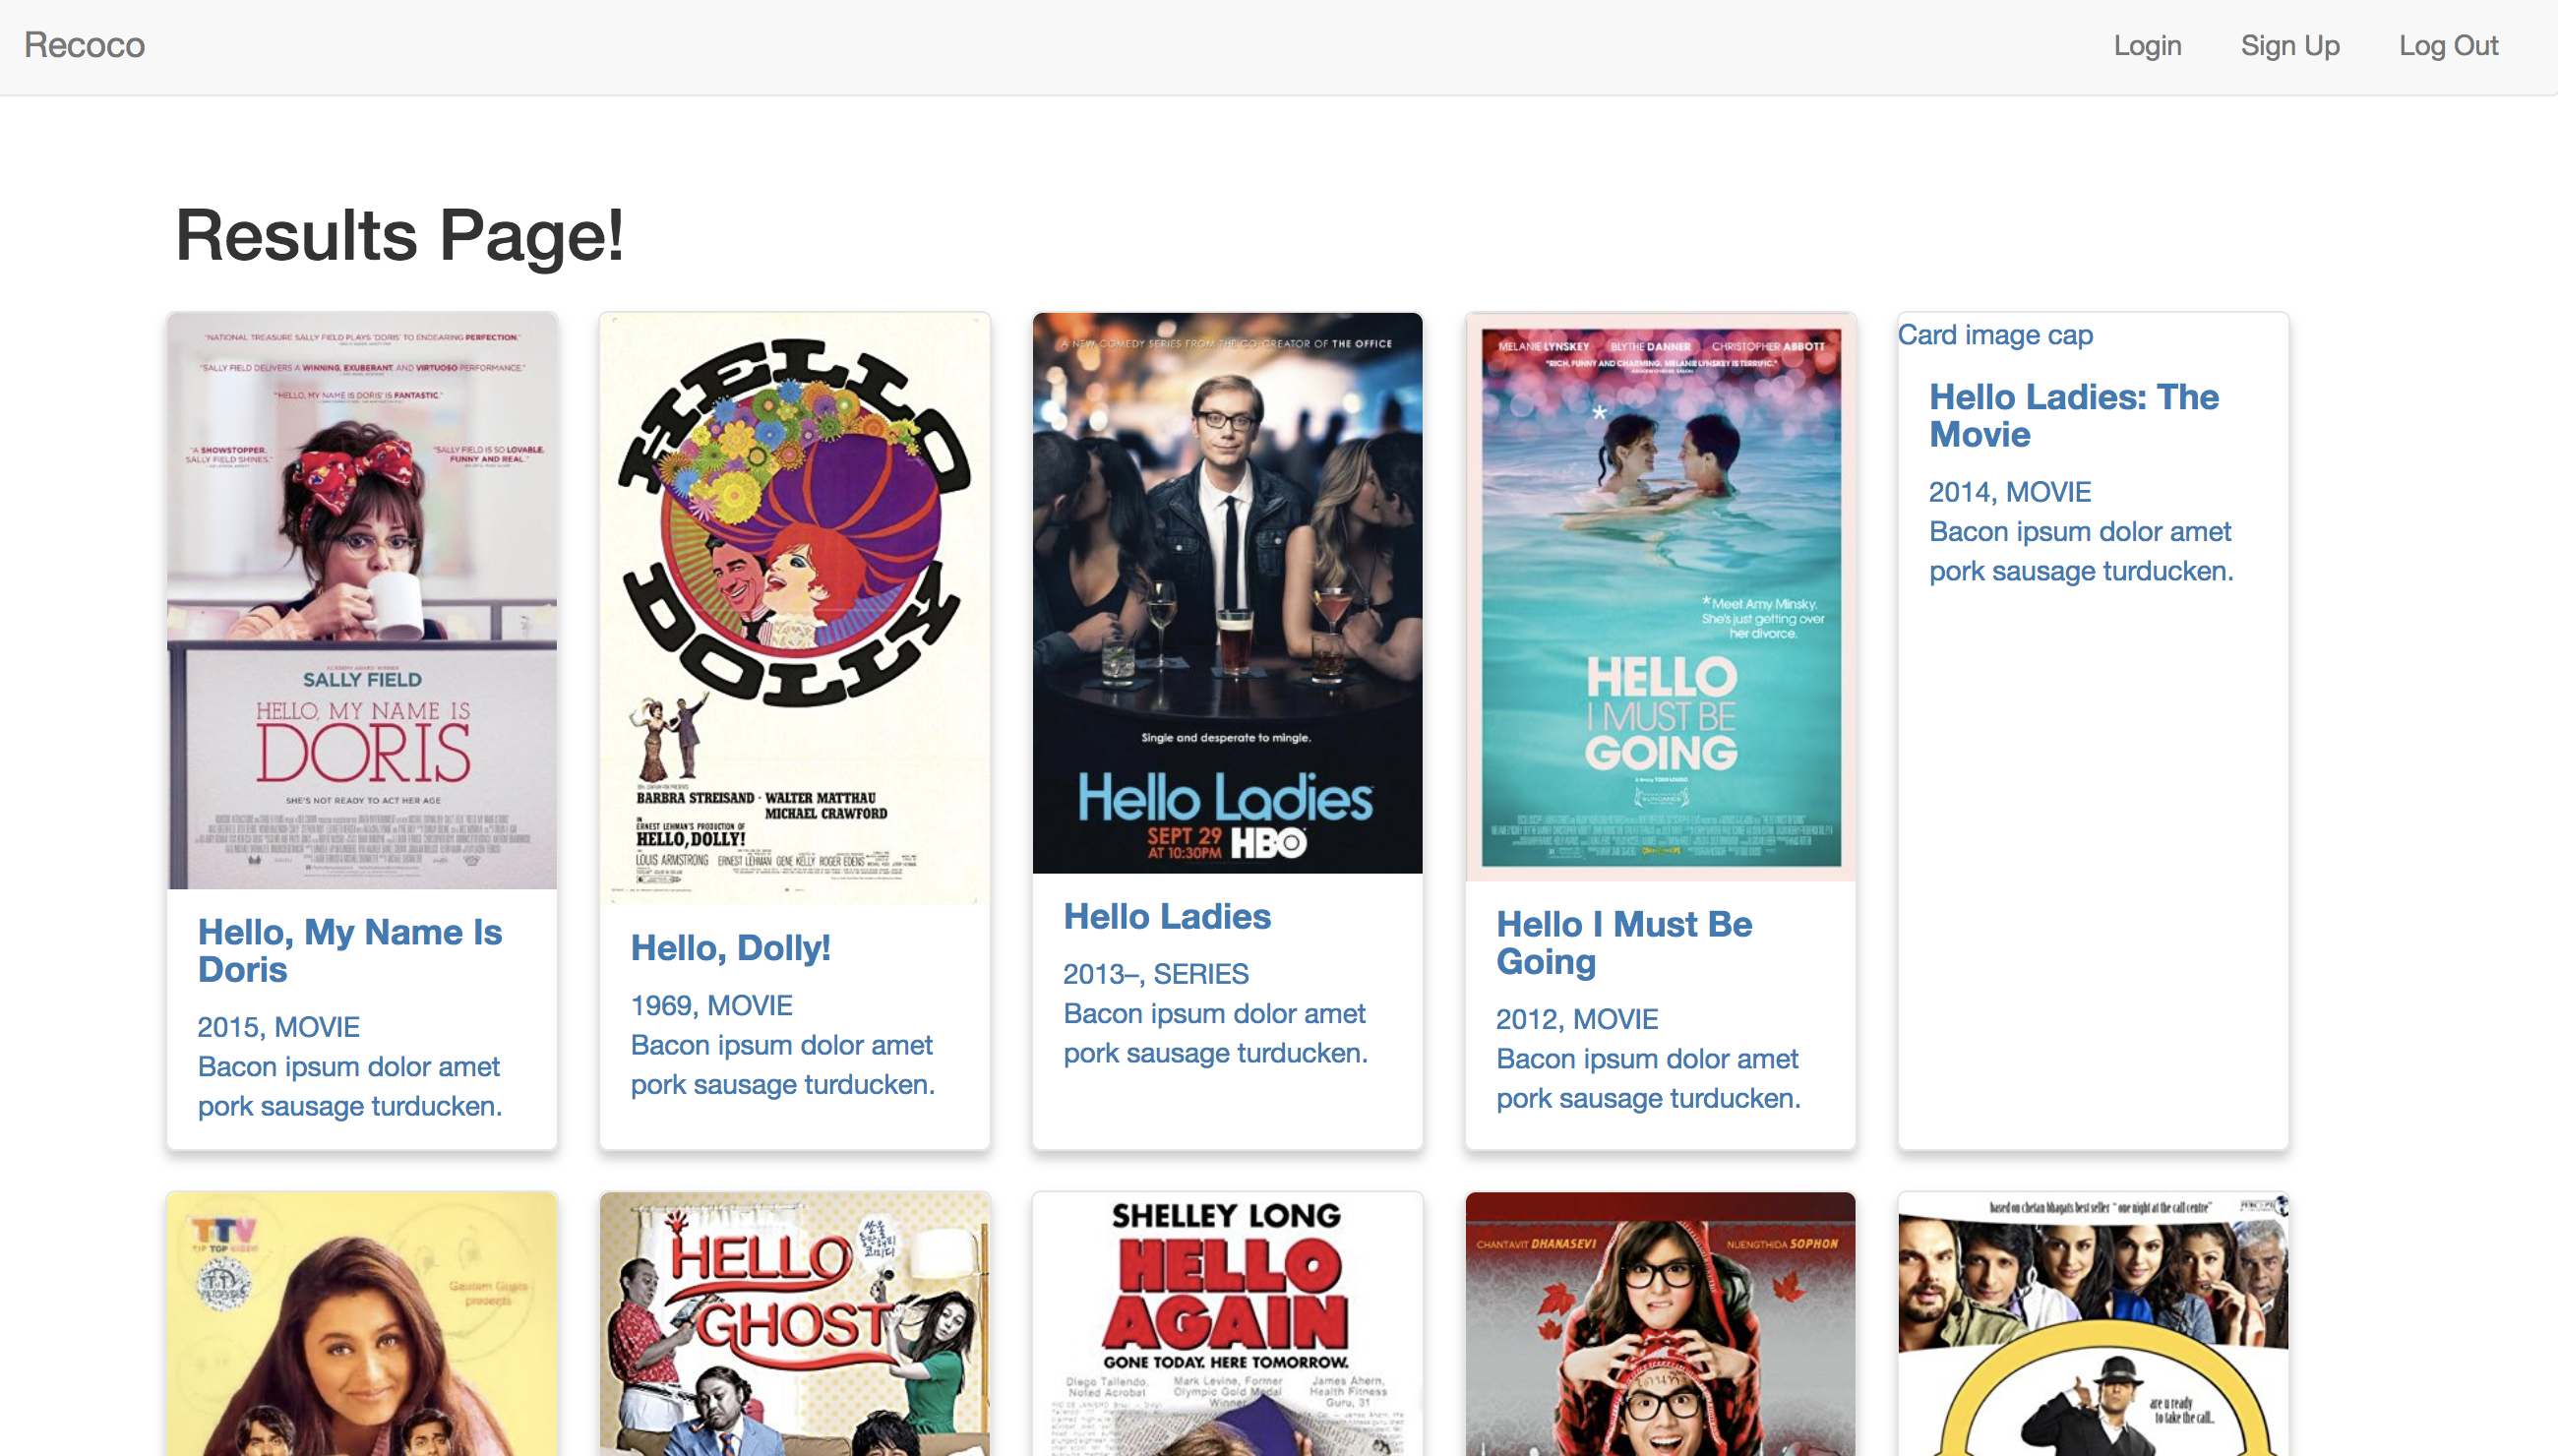 Recoco
Login
Sign Up
Log Out
Results Page!
"NATIONAL TREASURE SALLY FIELD PLAYS 'DORIS' TO ENDEARING PERFECTION."
"SALLY FIELD DELIVERS A WINNING, EXUBERANT, AND VIRTUOSO PERFORMANCE."
"'HELLO, MY NAME IS DORIS' IS FANTASTIC."
"A SHOWSTOPPER.
SALLY FIELD SHINES."
"SALLY FIELD IS SO LOVABLE,
FUNNY AND REAL."
ACADEMY AWARD WINNER
SALLY FIELD
HELLO, MY NAME IS
DORIS
SHE'S NOT READY TO ACT HER AGE
Hello, My Name Is
Doris
2015, MOVIE
Bacon ipsum dolor amet
pork sausage turducken.
HELLO
DOLLY
BARBRA STREISAND · WALTER MATTHAU
MICHAEL CRAWFORD
IN
ERNEST LEHMAN'S PRODUCTION OF
HELLO, DOLLY!
LOUIS ARMSTRONG ERNEST LEHMAN GENE KELLY ROGER EDENS
Hello, Dolly!
1969, MOVIE
Bacon ipsum dolor amet
pork sausage turducken.
A NEW COMEDY SERIES FROM THE CO-CREATOR OF THE OFFICE
Single and desperate to mingle.
Hello Ladies
SEPT 29
AT 10:30PM
HBO
Hello Ladies
2013–, SERIES
Bacon ipsum dolor amet
pork sausage turducken.
MELANIE LYNSKEY BLYTHE DANNER CHRISTOPHER ABBOTT
"RICH, FUNNY AND CHARMING. MELANIE LYNSKEY IS TERRIFIC."
*
*Meet Amy Minsky.
She's just getting over
her divorce.
HELLO
I MUST BE
GOING
SUNDANCE
Hello I Must Be
Going
2012, MOVIE
Bacon ipsum dolor amet
pork sausage turducken.
Card image cap
Hello Ladies: The
Movie
2014, MOVIE
Bacon ipsum dolor amet
pork sausage turducken.
TTV
TIP TOP VIDEO
Gautam Gupta
presents
HELLO
GHOST
SHELLEY LONG
HELLO
AGAIN
GONE TODAY. HERE TOMORROW.
Diego Tallendo,
Noted Acrobat
Mark Levine, Former
Olympic Gold Medal
Winner
James Ahern,
Health Fitness
Guru, 31
CHANTAVIT DHANASEVI
NUENGTHIDA SOPHON
based on chetan bhagats best seller " one night at the call centre"
are u ready
to take the call..